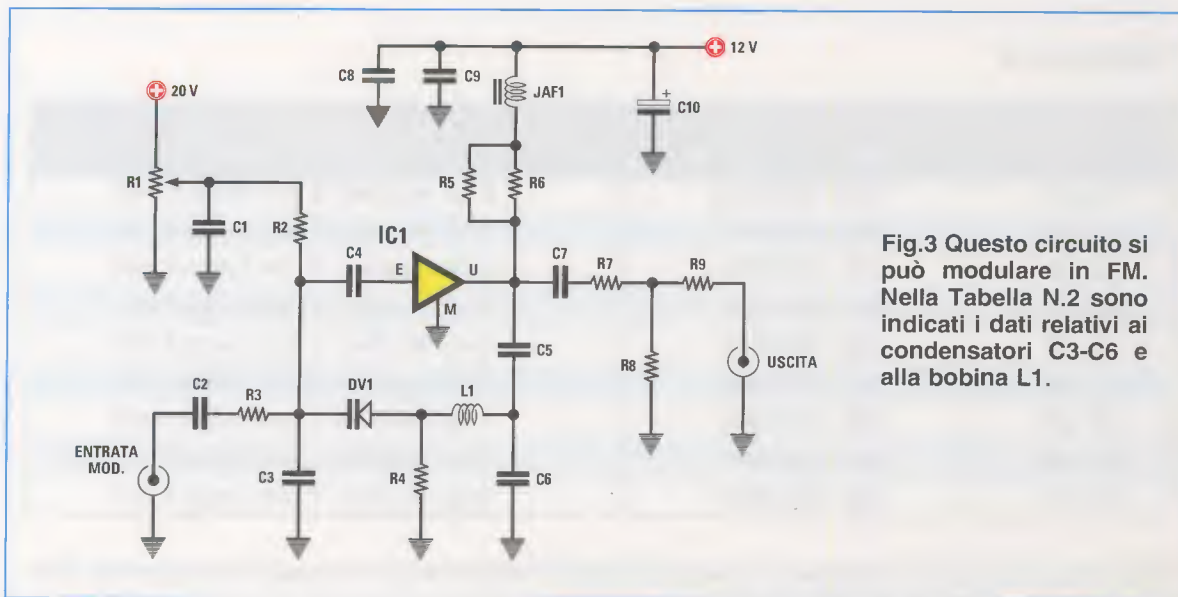 20 V
R1
C1
R2
C8
C9
JAF1
12 V
C10
R5
R6
IC1
C4
E
U
M
C7
R7
R9
R8
USCITA
C5
C2
R3
DV1
L1
ENTRATA
MOD.
C3
R4
C6
+
Fig.3 Questo circuito si
può modulare in FM.
Nella Tabella N.2 sono
indicati i dati relativi ai
condensatori C3-C6 e
alla bobina L1.